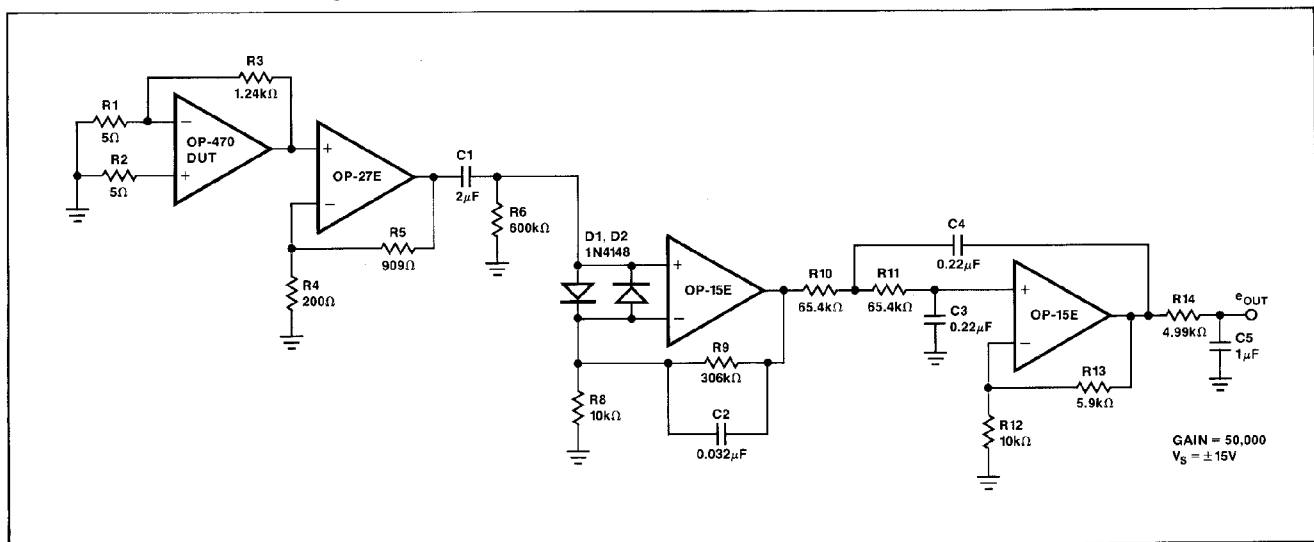 R3
1.24kΩ
R1
5Ω
−
OP-470
DUT
R2
5Ω
+
+
OP-27E
−
C1
2μF
R6
600kΩ
R5
909Ω
R4
200Ω
D1, D2
1N4148
+
OP-15E
−
R9
306kΩ
R8
10kΩ
C2
0.032μF
C4
0.22μF
R10
65.4kΩ
R11
65.4kΩ
C3
0.22μF
+
OP-15E
−
R13
5.9kΩ
R12
10kΩ
R14
4.99kΩ
eOUT
C5
1μF
GAIN = 50,000
VS = ±15V